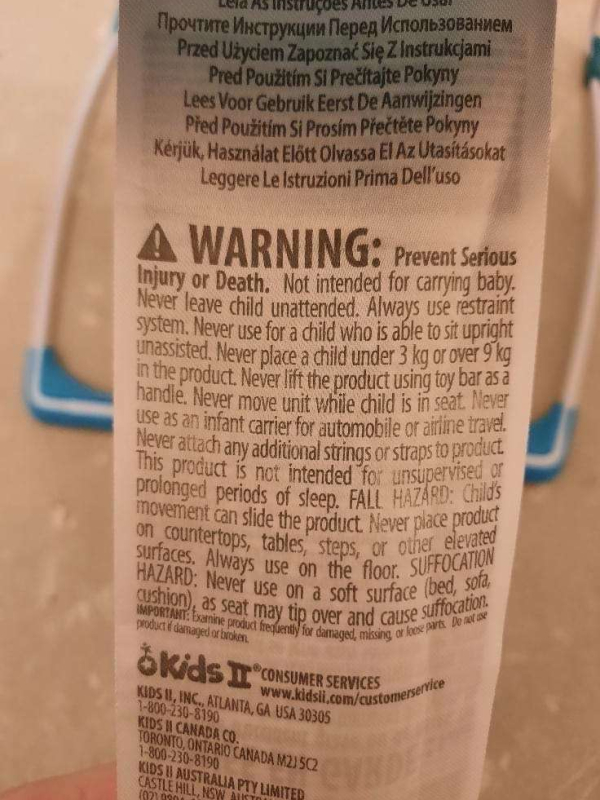 Leia As Instruções Antes De Usar
Прочтите Инструкции Перед Использованием
Przed Użyciem Zapoznać Się Z Instrukcjami
Pred Použitím Si Prečítajte Pokyny
Lees Voor Gebruik Eerst De Aanwijzingen
Před Použitím Si Prosím Přečtěte Pokyny
Kérjük, Használat Előtt Olvassa El Az Utasításokat
Leggere Le Istruzioni Prima Dell'uso
WARNING: Prevent Serious
Injury or Death. Not intended for carrying baby.
Never leave child unattended. Always use restraint
system. Never use for a child who is able to sit upright
unassisted. Never place a child under 3 kg or over 9 kg
in the product. Never lift the product using toy bar as a
handle. Never move unit while child is in seat. Never
use as an infant carrier for automobile or airline travel.
Never attach any additional strings or straps to product.
This product is not intended for unsupervised or
prolonged periods of sleep. FALL HAZARD: Child's
movement can slide the product. Never place product
on countertops, tables, steps, or other elevated
surfaces. Always use on the floor. SUFFOCATION
HAZARD: Never use on a soft surface (bed, sofa,
cushion), as seat may tip over and cause suffocation.
IMPORTANT: Examine product frequently for damaged, missing, or loose parts. Do not use
product if damaged or broken.
Kids II® CONSUMER SERVICES
www.kidsii.com/customerservice
KIDS II, INC., ATLANTA, GA USA 30305
1-800-230-8190
KIDS II CANADA CO.
TORONTO, ONTARIO CANADA M2J 5C2
1-800-230-8190
KIDS II AUSTRALIA PTY LIMITED
CASTLE HILL, NSW